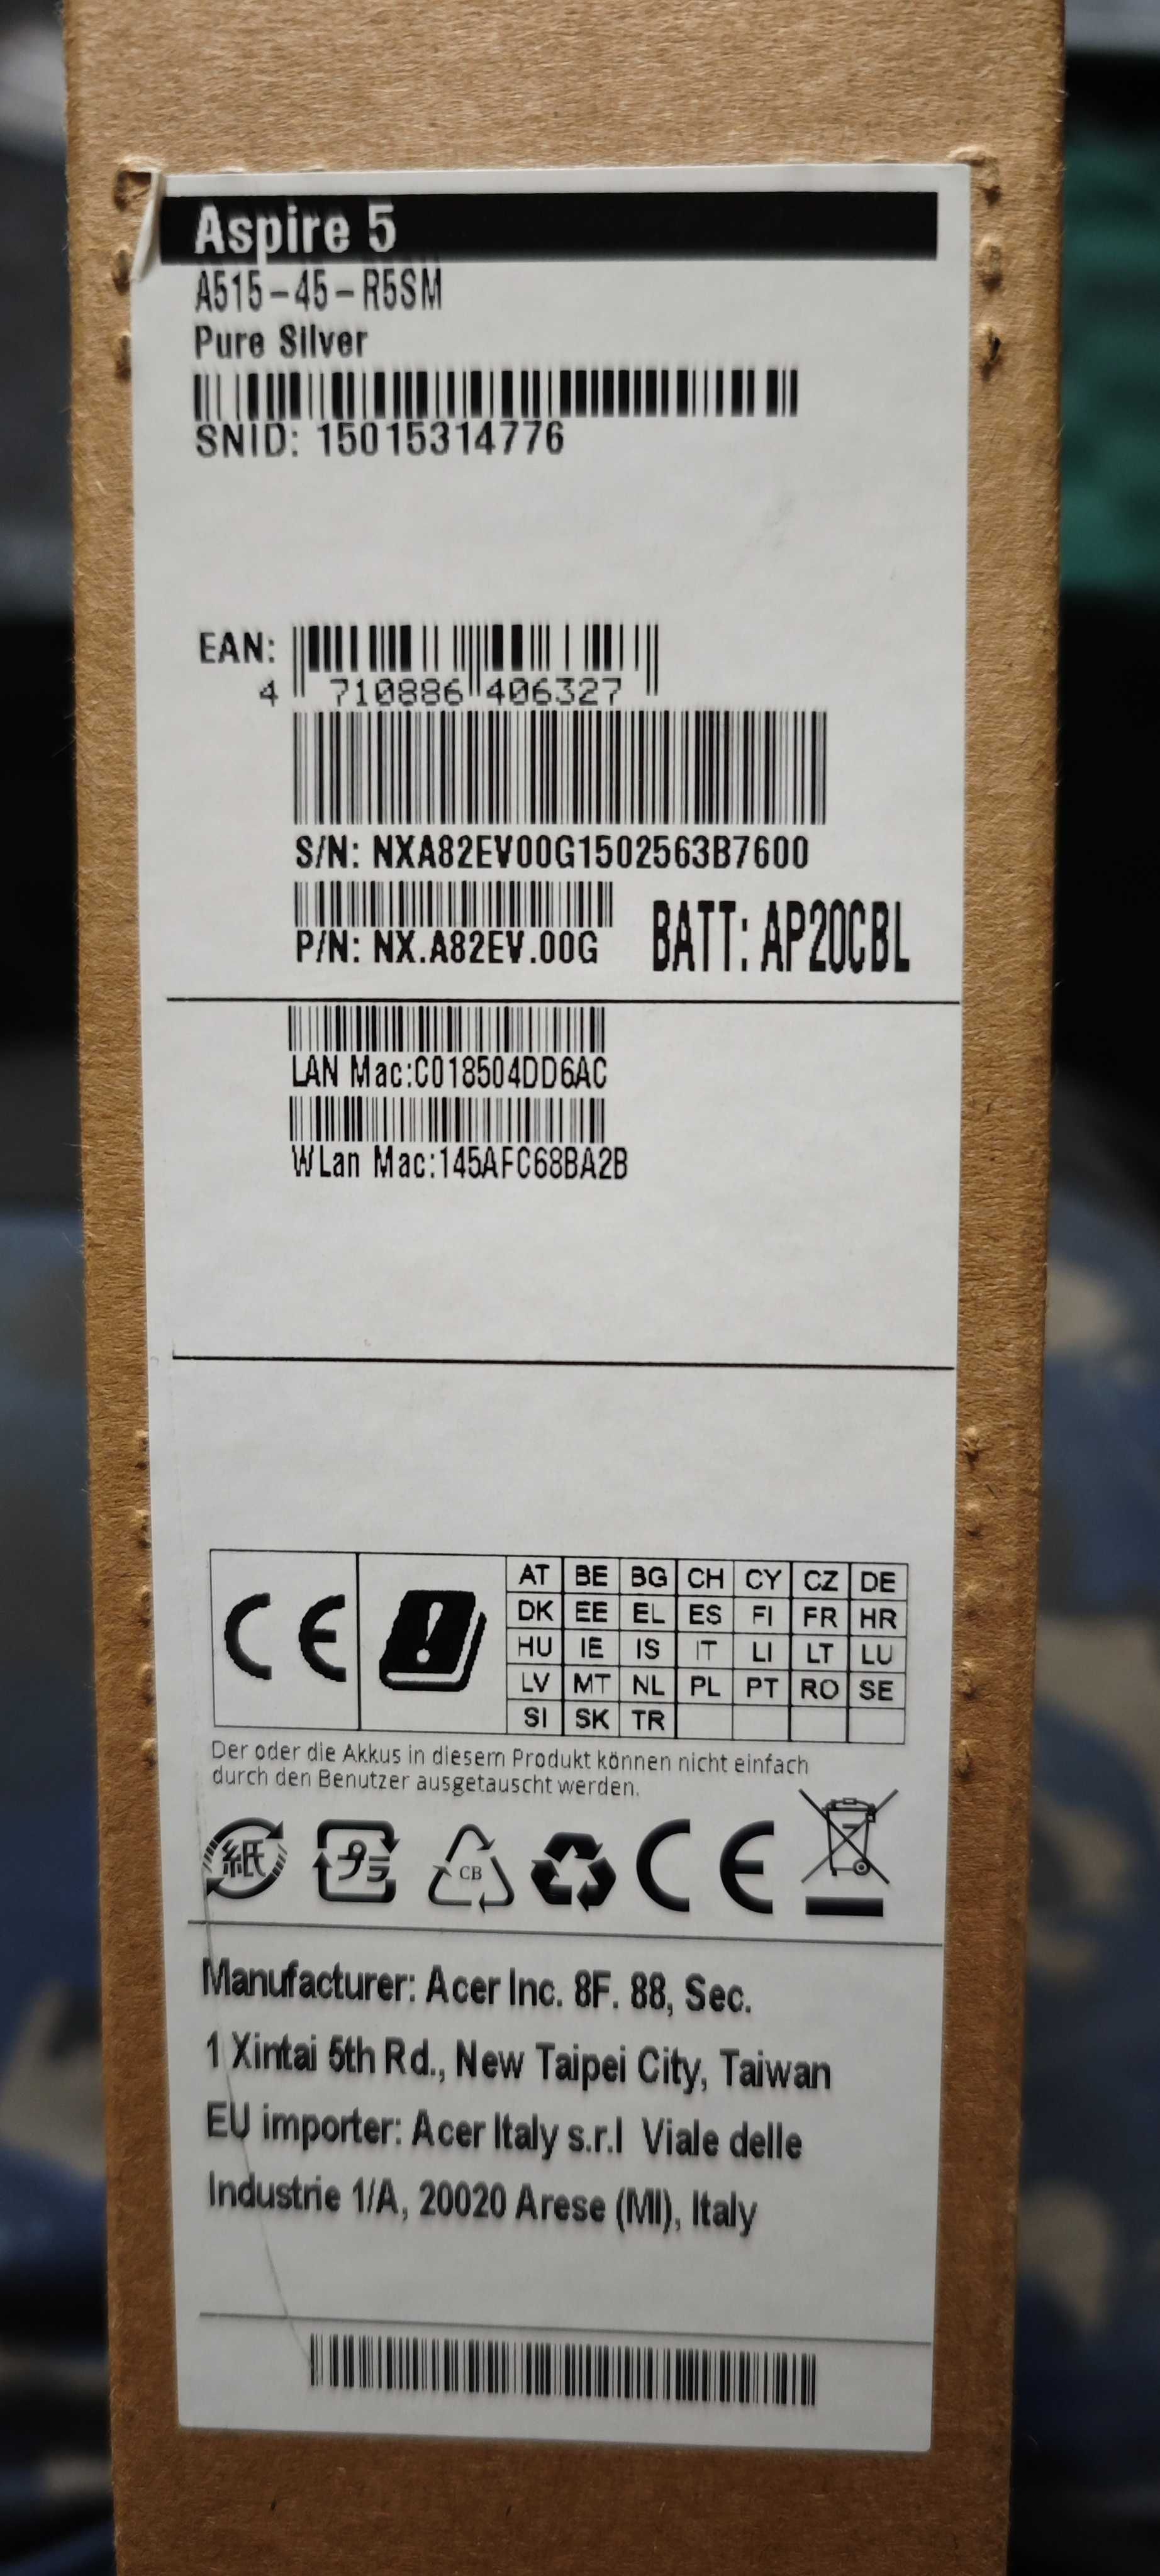 Aspire 5
A515-45-R5SM
Pure Silver
SNID: 15015314776
EAN:
4 710886 406327
S/N: NXA82EV00G1502563B7600
P/N: NX.A82EV.00G BATT: AP20CBL
LAN Mac:C018504DD6AC
WLan Mac:145AFC68BA2B
CE ! AT BE BG CH CY CZ DE
DK EE EL ES FI FR HR
HU IE IS IT LI LT LU
LV MT NL PL PT RO SE
SI SK TR
Der oder die Akkus in diesem Produkt können nicht einfach
durch den Benutzer ausgetauscht werden.
紙 プラ CB CE
Manufacturer: Acer Inc. 8F. 88, Sec.
1 Xintai 5th Rd., New Taipei City, Taiwan
EU importer: Acer Italy s.r.l Viale delle
Industrie 1/A, 20020 Arese (MI), Italy